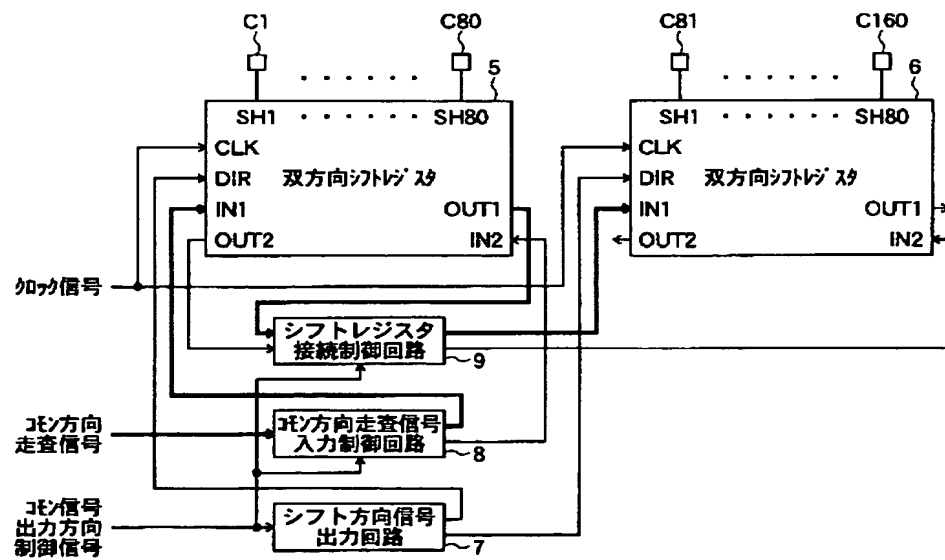 C1 C80 C81 C160
5 6
SH1 ・・・・・・ SH80 SH1 ・・・・・・ SH80
CLK CLK
DIR 双方向ｼﾌﾄﾚｼﾞｽﾀ DIR 双方向ｼﾌﾄﾚｼﾞｽﾀ
IN1 OUT1 IN1 OUT1
OUT2 IN2 OUT2 IN2
ｸﾛｯｸ信号
シフトレジスタ
接続制御回路
9
ｺﾓﾝ方向
走査信号
ｺﾓﾝ方向走査信号
入力制御回路
8
ｺﾓﾝ信号
出力方向
制御信号
シフト方向信号
出力回路
7